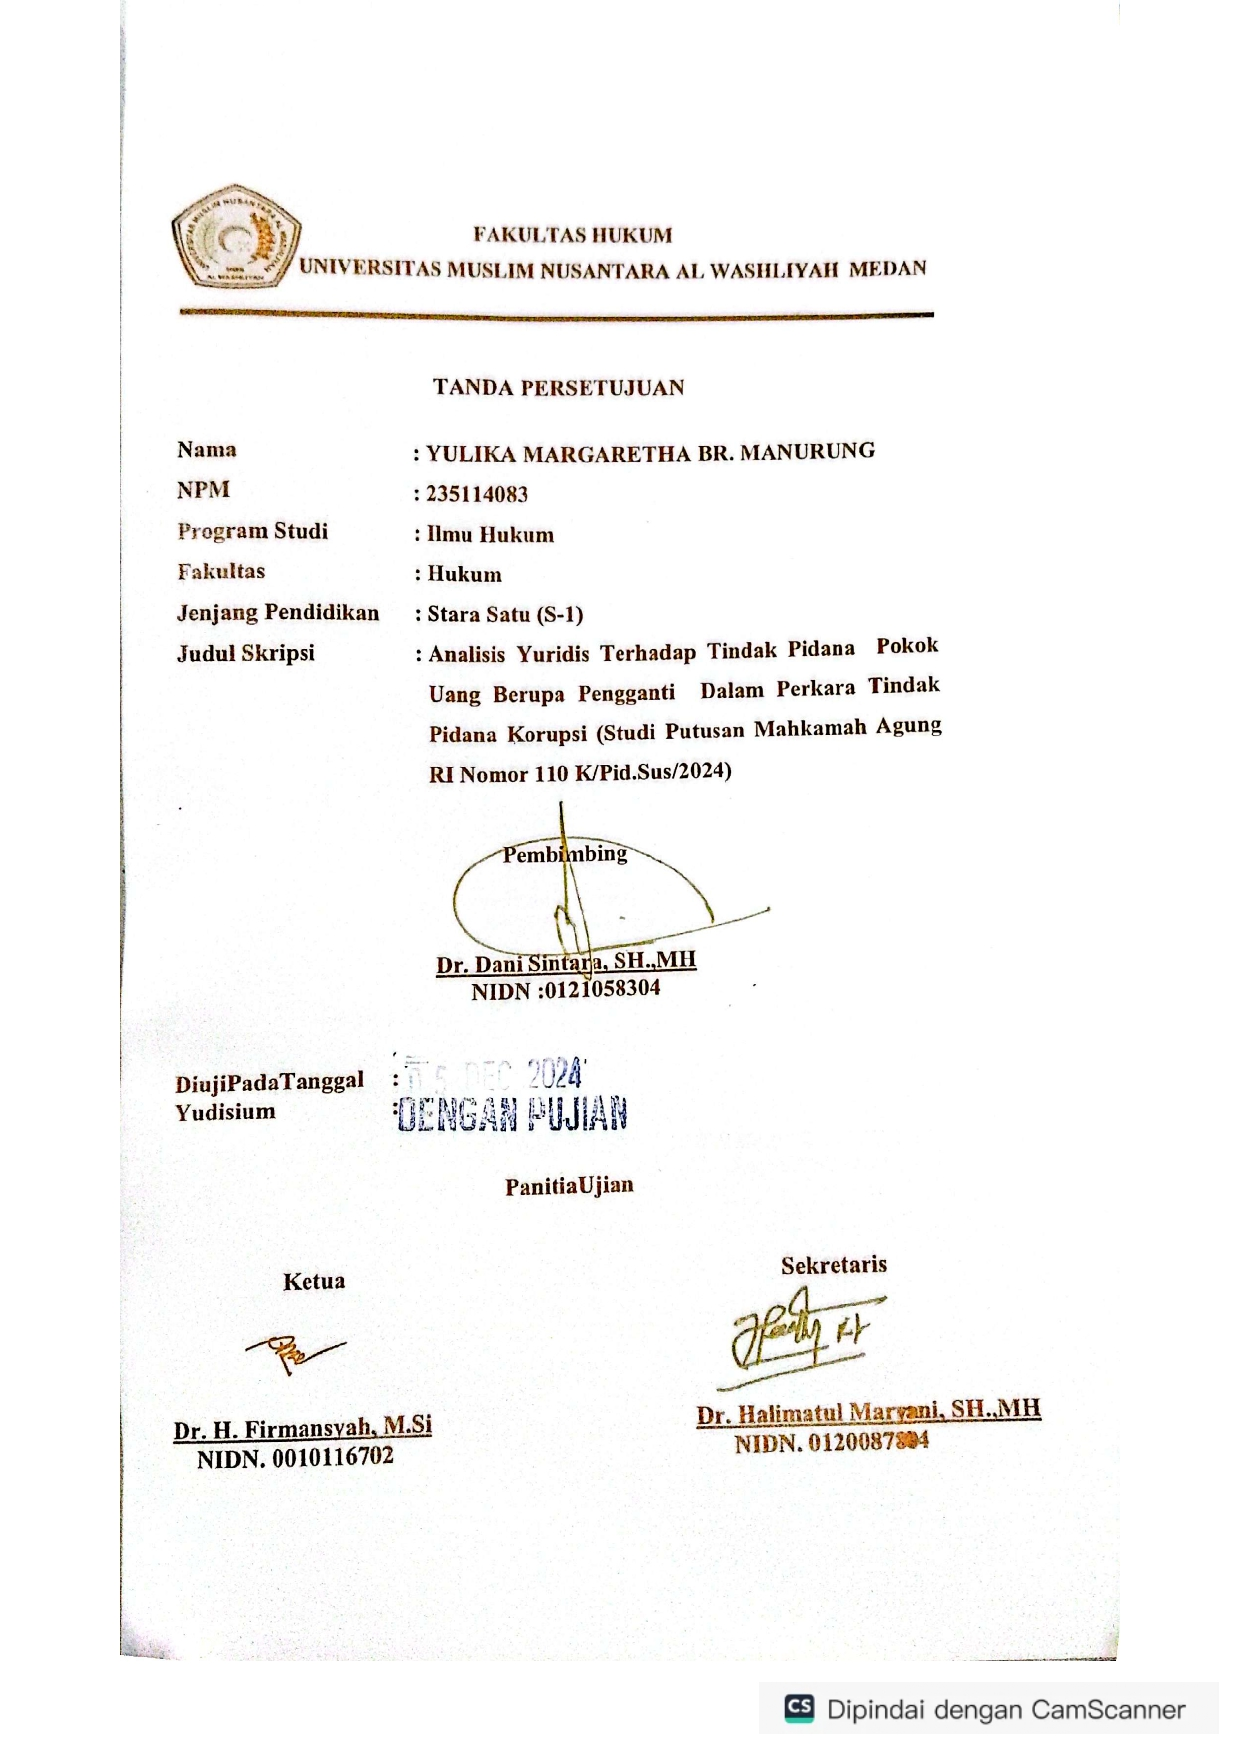 FAKULTAS HUKUM
UNIVERSITAS MUSLIM NUSANTARA AL WASHLIYAH MEDAN
TANDA PERSETUJUAN
Nama : YULIKA MARGARETHA BR. MANURUNG
NPM : 235114083
Program Studi : Ilmu Hukum
Fakultas : Hukum
Jenjang Pendidikan : Stara Satu (S-1)
Judul Skripsi : Analisis Yuridis Terhadap Tindak Pidana Pokok
Uang Berupa Pengganti Dalam Perkara Tindak
Pidana Korupsi (Studi Putusan Mahkamah Agung
RI Nomor 110 K/Pid.Sus/2024)
Pembimbing
Dr. Dani Sintara, SH.,MH
NIDN :0121058304
DiujiPadaTanggal : 05 DEC 2024
Yudisium : DENGAN PUJIAN
PanitiaUjian
Ketua
Sekretaris
Dr. H. Firmansyah, M.Si
NIDN. 0010116702
Dr. Halimatul Maryani, SH.,MH
NIDN.
CS Dipindai dengan CamScanner